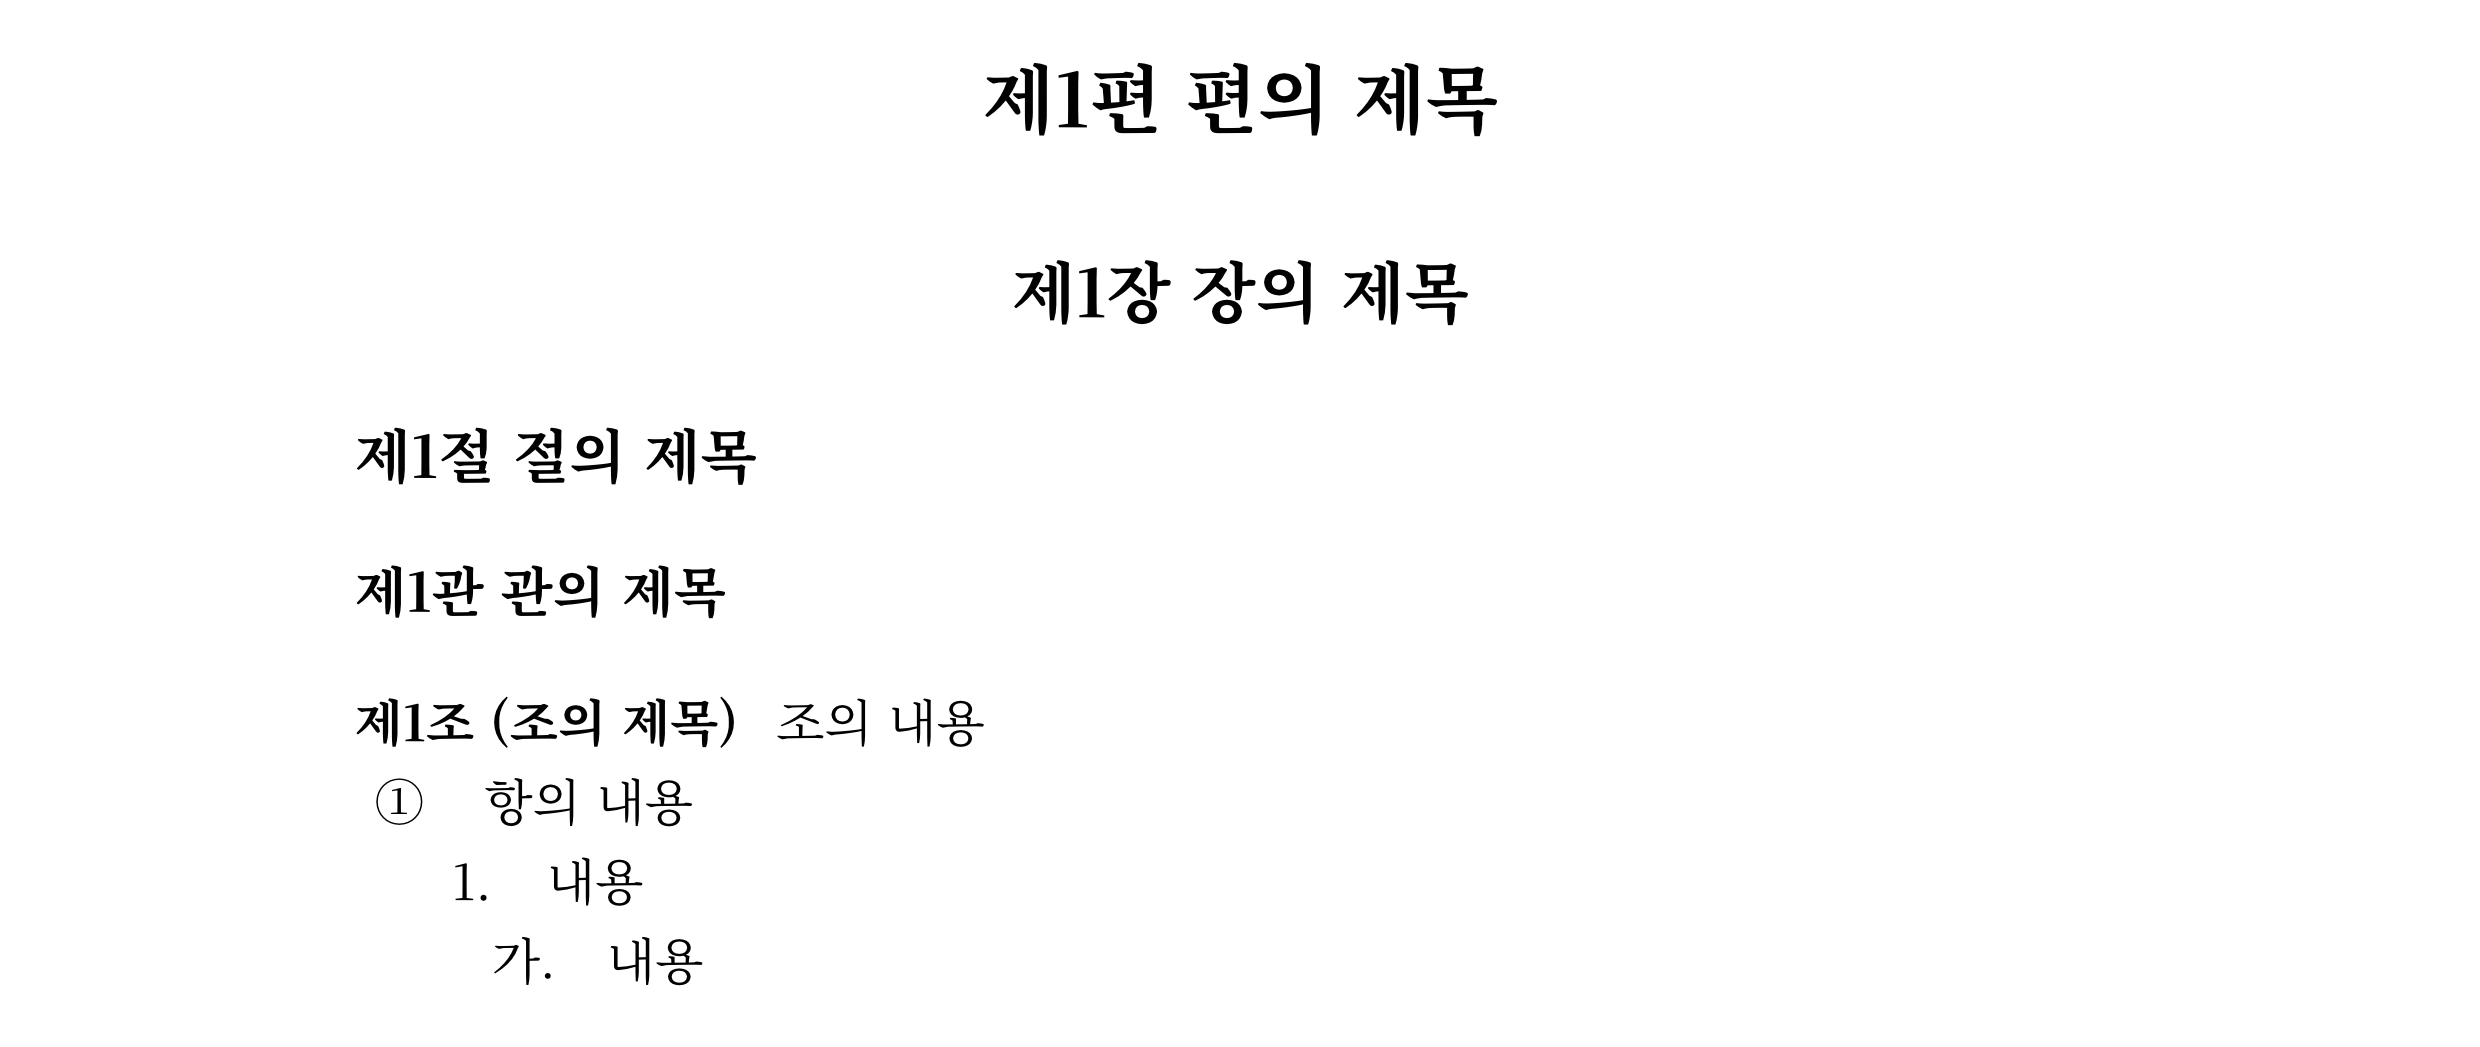 제1편 편의 제목
제1장 장의 제목
제1절 절의 제목
제1관 관의 제목
제1조 (조의 제목) 조의 내용
① 항의 내용
1. 내용
가. 내용